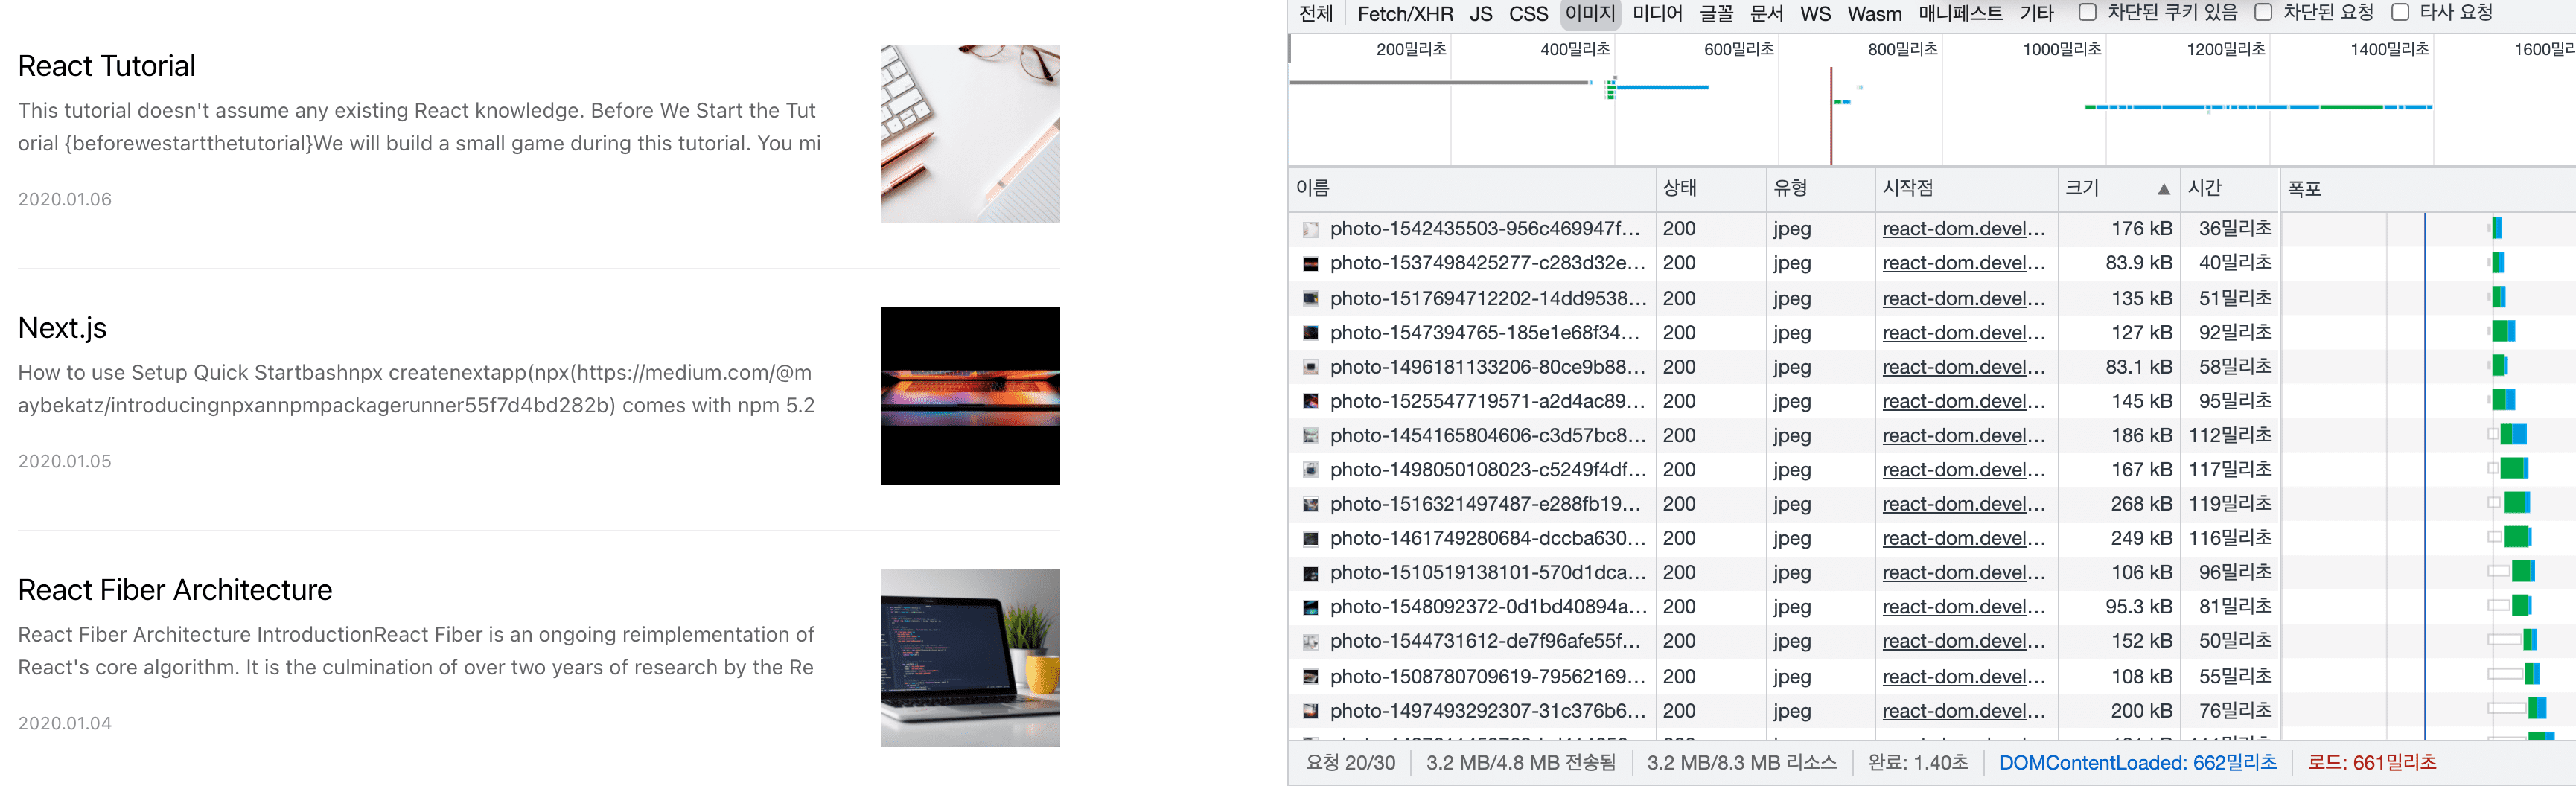 React Tutorial
This tutorial doesn't assume any existing React knowledge. Before We Start the Tut
orial {beforewestartthetutorial}We will build a small game during this tutorial. You mi
2020.01.06
Next.js
How to use Setup Quick Startbashnpx createnextapp(npx(https://medium.com/@m
aybekatz/introducingnpxannpmpackagerunner55f7d4bd282b) comes with npm 5.2
2020.01.05
React Fiber Architecture
React Fiber Architecture IntroductionReact Fiber is an ongoing reimplementation of
React's core algorithm. It is the culmination of over two years of research by the Re
2020.01.04
전체 Fetch/XHR JS CSS 이미지 미디어 글꼴 문서 WS Wasm 매니페스트 기타 차단된 쿠키 있음 차단된 요청 타사 요청
200밀리초 400밀리초 600밀리초 800밀리초 1000밀리초 1200밀리초 1400밀리초 1600밀리
이름 상태 유형 시작점 크기 ▲ 시간 폭포
photo-1542435503-956c469947f... 200 jpeg react-dom.devel... 176 kB 36밀리초
photo-1537498425277-c283d32e... 200 jpeg react-dom.devel... 83.9 kB 40밀리초
photo-1517694712202-14dd9538... 200 jpeg react-dom.devel... 135 kB 51밀리초
photo-1547394765-185e1e68f34... 200 jpeg react-dom.devel... 127 kB 92밀리초
photo-1496181133206-80ce9b88... 200 jpeg react-dom.devel... 83.1 kB 58밀리초
photo-1525547719571-a2d4ac89... 200 jpeg react-dom.devel... 145 kB 95밀리초
photo-1454165804606-c3d57bc8... 200 jpeg react-dom.devel... 186 kB 112밀리초
photo-1498050108023-c5249f4df... 200 jpeg react-dom.devel... 167 kB 117밀리초
photo-1516321497487-e288fb19... 200 jpeg react-dom.devel... 268 kB 119밀리초
photo-1461749280684-dccba630... 200 jpeg react-dom.devel... 249 kB 116밀리초
photo-1510519138101-570d1dca... 200 jpeg react-dom.devel... 106 kB 96밀리초
photo-1548092372-0d1bd40894a... 200 jpeg react-dom.devel... 95.3 kB 81밀리초
photo-1544731612-de7f96afe55f... 200 jpeg react-dom.devel... 152 kB 50밀리초
photo-1508780709619-79562169... 200 jpeg react-dom.devel... 108 kB 55밀리초
photo-1497493292307-31c376b6... 200 jpeg react-dom.devel... 200 kB 76밀리초
요청 20/30 3.2 MB/4.8 MB 전송됨 3.2 MB/8.3 MB 리소스 완료: 1.40초 DOMContentLoaded: 662밀리초 로드: 661밀리초